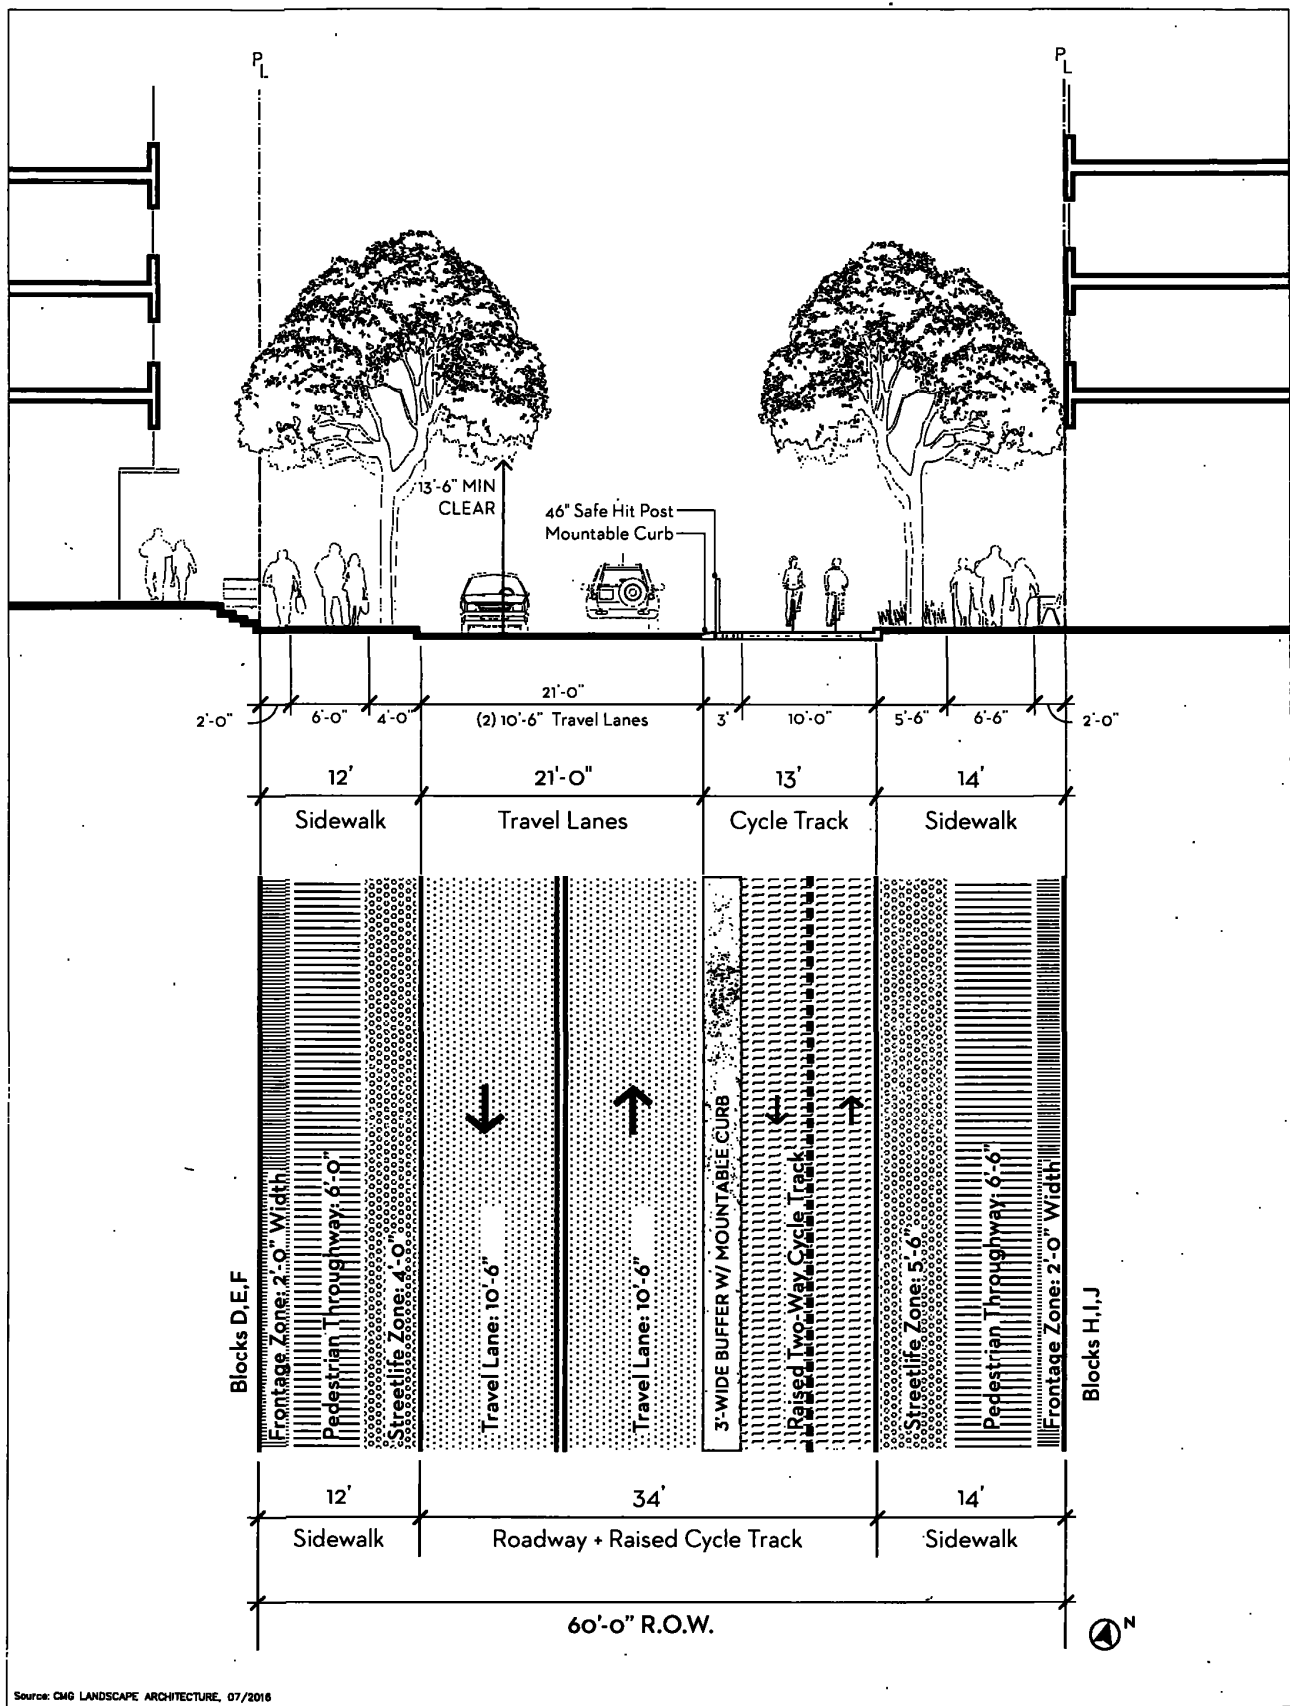 PL
PL
13'-6" MIN
CLEAR
46" Safe Hit Post
Mountable Curb
21'-0"
2'-0"
6'-0"
4'-0"
(2) 10'-6" Travel Lanes
3'
10'-0"
5'-6"
6'-6"
2'-0"
12'
21'-0"
13'
14'
Sidewalk
Travel Lanes
Cycle Track
Sidewalk
Blocks D,E,F
Frontage Zone: 2'-0" Width
Pedestrian Throughway: 6'-0"
Streetlife Zone: 4'-0"
Travel Lane: 10'-6"
Travel Lane: 10'-6"
3'-WIDE BUFFER W/ MOUNTABLE CURB
Raised Two-Way Cycle Track
Streetlife Zone: 5'-6"
Pedestrian Throughway: 6'-6"
Frontage Zone: 2'-0" Width
Blocks H,I,J
12'
34'
14'
Sidewalk
Roadway + Raised Cycle Track
Sidewalk
60'-0" R.O.W.
N
Source: CMG LANDSCAPE ARCHITECTURE, 07/2016